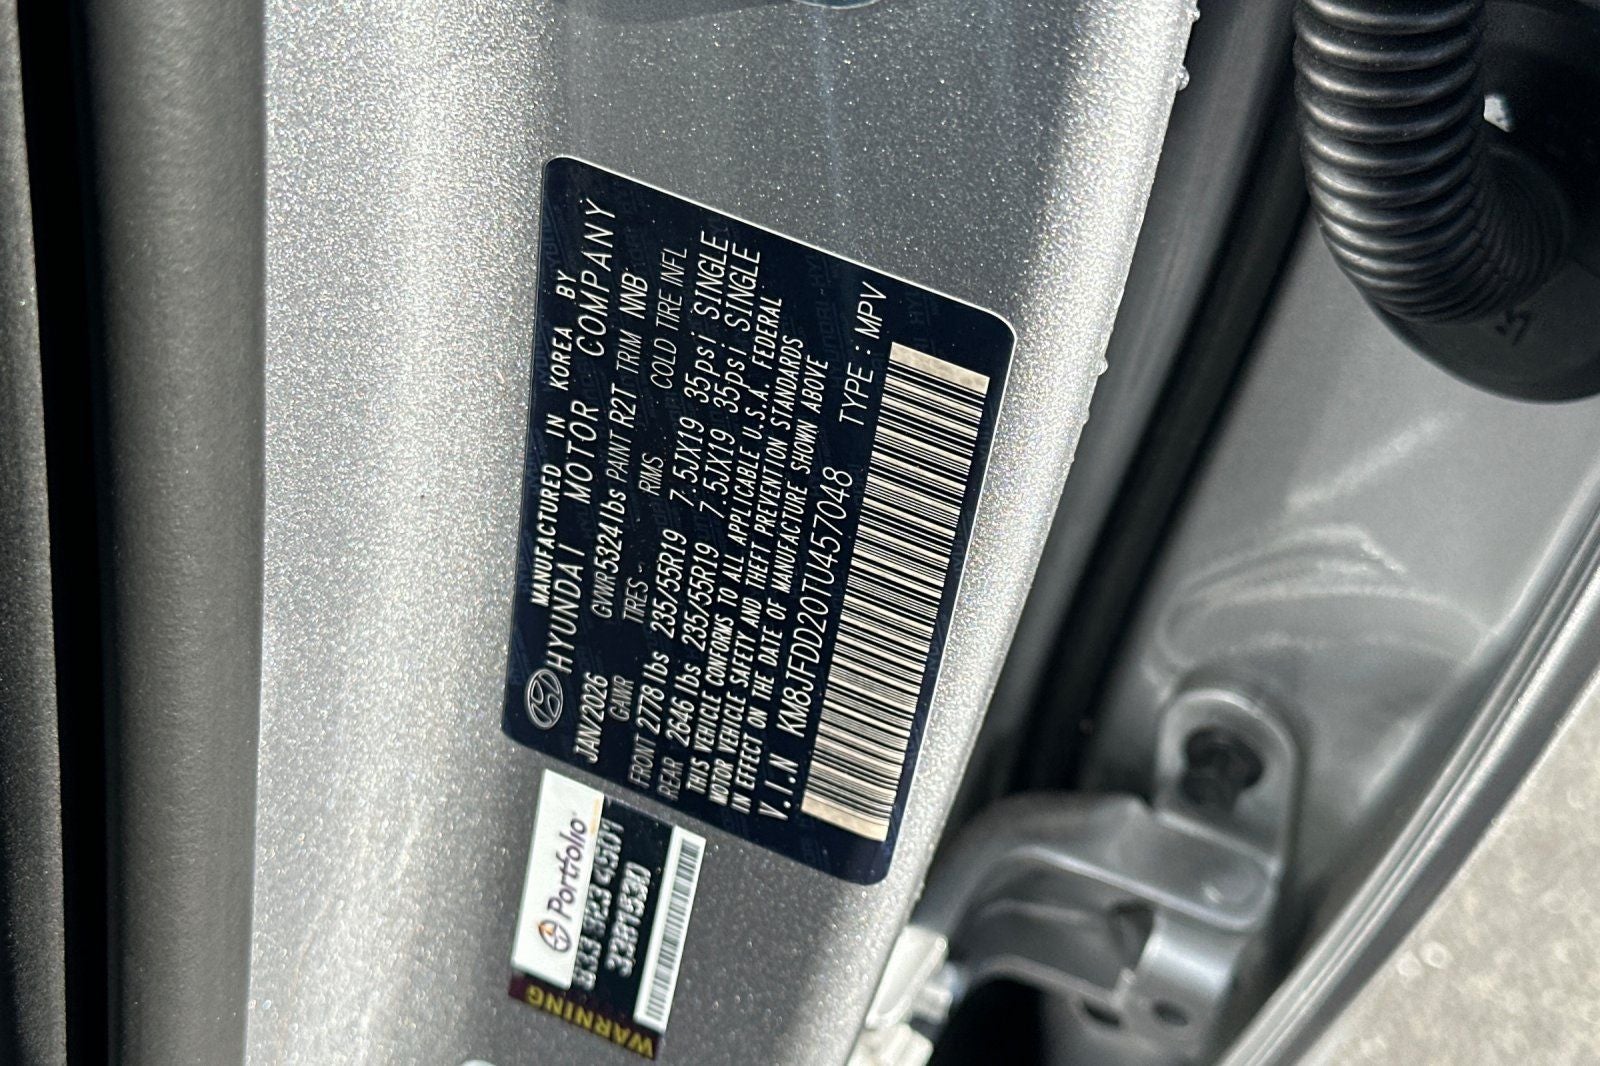 MANUFACTURED IN KOREA BY
HYUNDAI MOTOR COMPANY
JAN/2026 GVWR 5324 lbs PAINT R2T TRIM NNB
GAWR TIRES RIMS COLD TIRE INFL
FRONT 2778 lbs 235/55R19 7.5JX19 35psi SINGLE
REAR 2646 lbs 235/55R19 7.5JX19 35psi SINGLE
THIS VEHICLE CONFORMS TO ALL APPLICABLE U.S.A. FEDERAL
MOTOR VEHICLE SAFETY AND THEFT PREVENTION STANDARDS
IN EFFECT ON THE DATE OF MANUFACTURE SHOWN ABOVE
V.I.N KM8JFDD20TU457048 TYPE : MPV
Portfolio
833 923 4501
WARNING